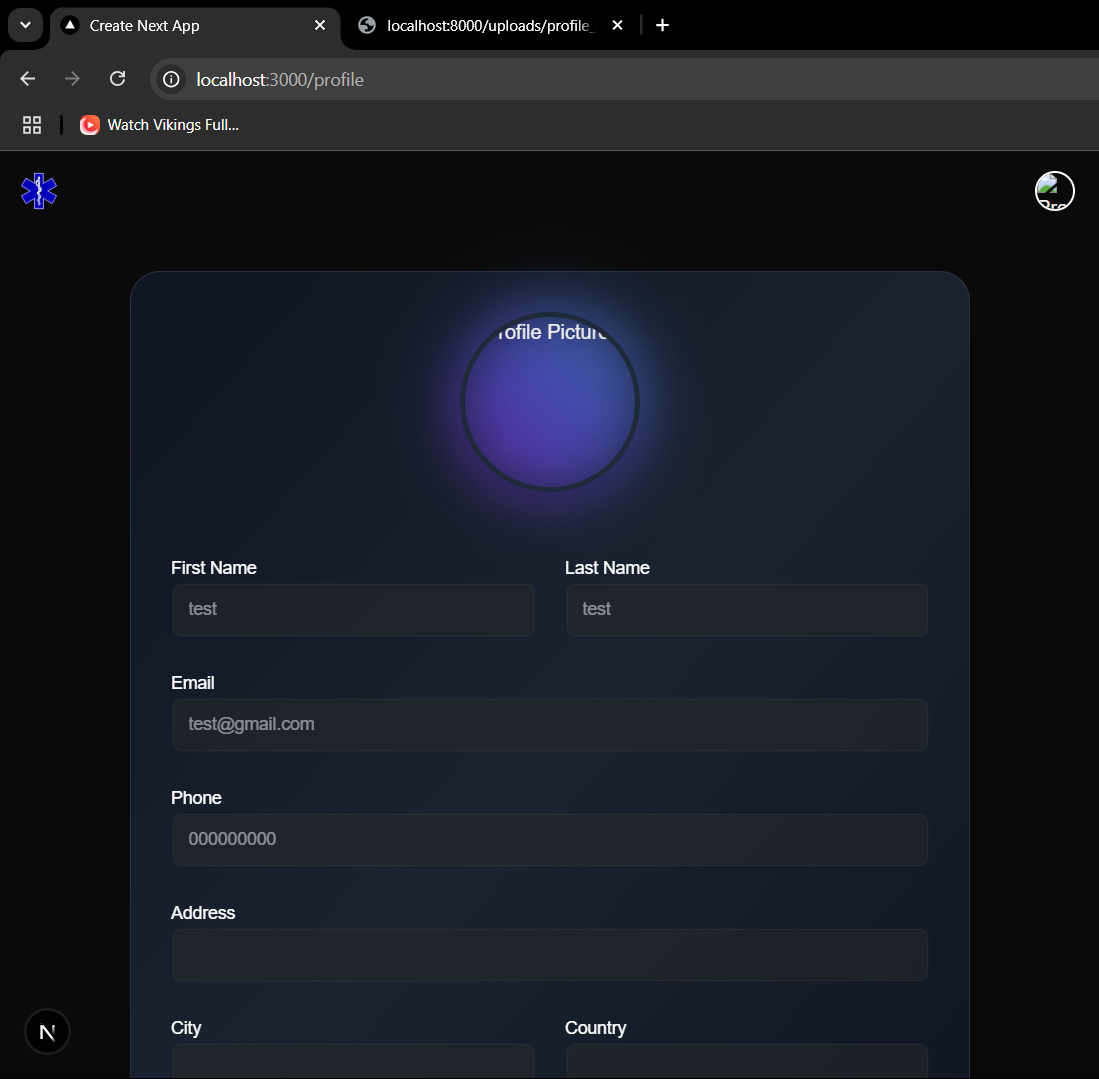 Create Next App
localhost:8000/uploads/profile_
localhost:3000/profile
Watch Vikings Full...
Pro
rofile Picture
First Name
Last Name
test
test
Email
test@gmail.com
Phone
000000000
Address
City
Country
N